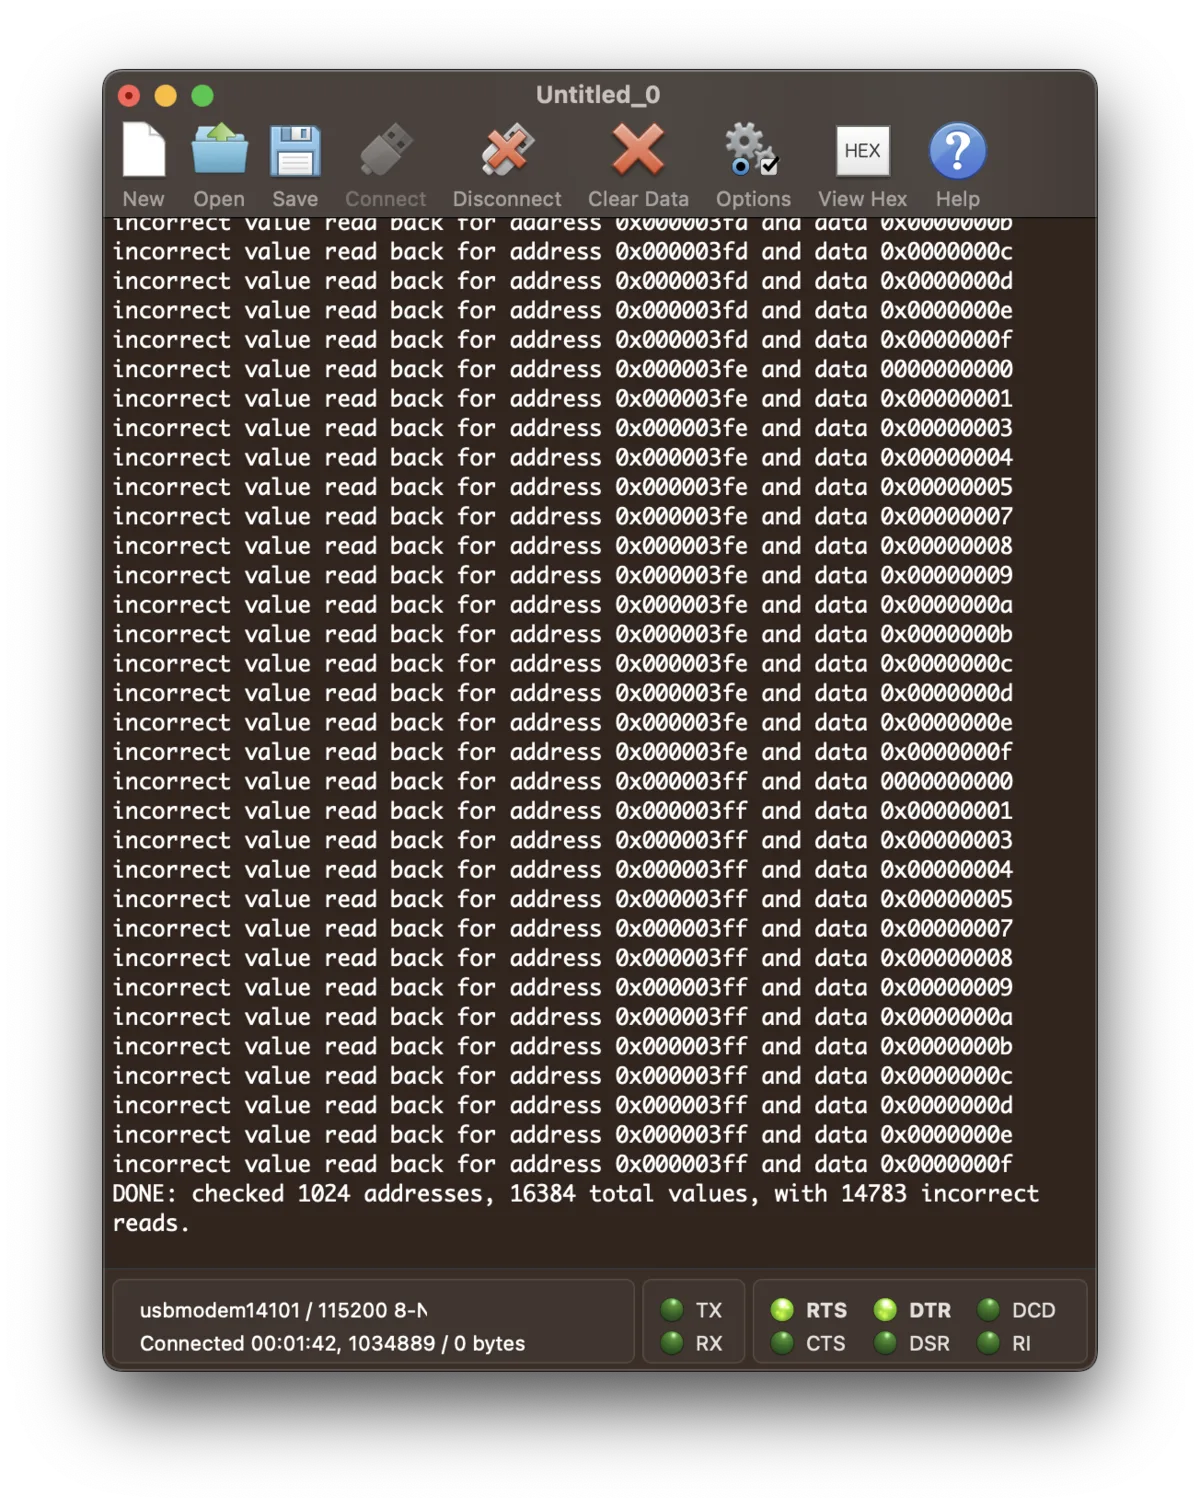 Untitled_0
New Open Save Connect Disconnect Clear Data Options HEX View Hex ? Help
incorrect value read back for address 0x000003fd and data 0x0000000b
incorrect value read back for address 0x000003fd and data 0x0000000c
incorrect value read back for address 0x000003fd and data 0x0000000d
incorrect value read back for address 0x000003fd and data 0x0000000e
incorrect value read back for address 0x000003fd and data 0x0000000f
incorrect value read back for address 0x000003fe and data 0000000000
incorrect value read back for address 0x000003fe and data 0x00000001
incorrect value read back for address 0x000003fe and data 0x00000003
incorrect value read back for address 0x000003fe and data 0x00000004
incorrect value read back for address 0x000003fe and data 0x00000005
incorrect value read back for address 0x000003fe and data 0x00000007
incorrect value read back for address 0x000003fe and data 0x00000008
incorrect value read back for address 0x000003fe and data 0x00000009
incorrect value read back for address 0x000003fe and data 0x0000000a
incorrect value read back for address 0x000003fe and data 0x0000000b
incorrect value read back for address 0x000003fe and data 0x0000000c
incorrect value read back for address 0x000003fe and data 0x0000000d
incorrect value read back for address 0x000003fe and data 0x0000000e
incorrect value read back for address 0x000003fe and data 0x0000000f
incorrect value read back for address 0x000003ff and data 0000000000
incorrect value read back for address 0x000003ff and data 0x00000001
incorrect value read back for address 0x000003ff and data 0x00000003
incorrect value read back for address 0x000003ff and data 0x00000004
incorrect value read back for address 0x000003ff and data 0x00000005
incorrect value read back for address 0x000003ff and data 0x00000007
incorrect value read back for address 0x000003ff and data 0x00000008
incorrect value read back for address 0x000003ff and data 0x00000009
incorrect value read back for address 0x000003ff and data 0x0000000a
incorrect value read back for address 0x000003ff and data 0x0000000b
incorrect value read back for address 0x000003ff and data 0x0000000c
incorrect value read back for address 0x000003ff and data 0x0000000d
incorrect value read back for address 0x000003ff and data 0x0000000e
incorrect value read back for address 0x000003ff and data 0x0000000f
DONE: checked 1024 addresses, 16384 total values, with 14783 incorrect
reads.
usbmodem14101 / 115200 8-N
Connected 00:01:42, 1034889 / 0 bytes
TX RTS DTR DCD
RX CTS DSR RI